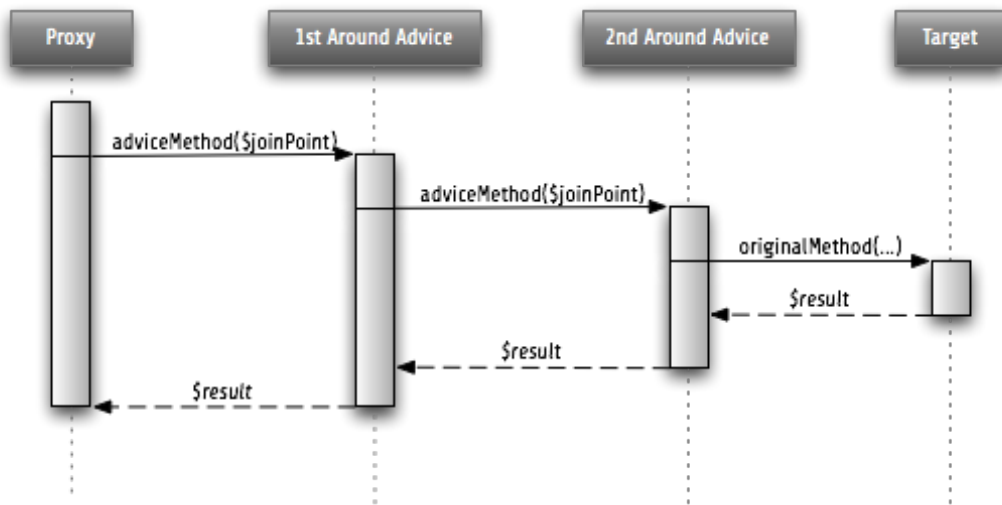 Proxy
1st Around Advice
2nd Around Advice
Target
adviceMethod($joinPoint)
adviceMethod($joinPoint)
originalMethod(...)
$result
$result
$result